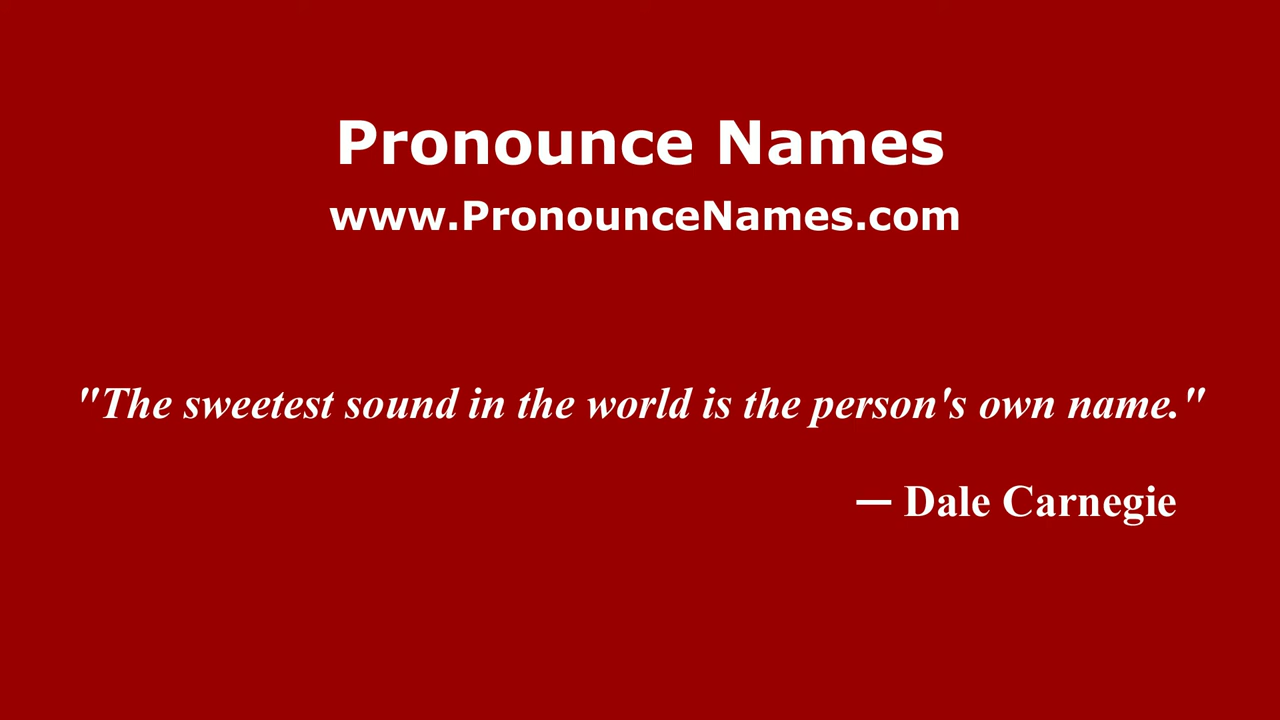 Pronounce Names
www.PronounceNames.com
"The sweetest sound in the world is the person's own name."
— Dale Carnegie